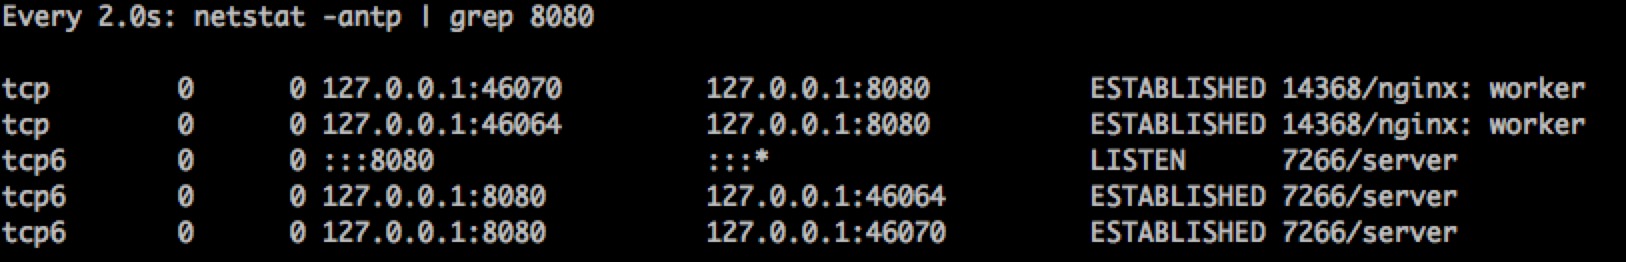 Every 2.0s: netstat -antp | grep 8080
tcp        0      0 127.0.0.1:46070         127.0.0.1:8080          ESTABLISHED 14368/nginx: worker
tcp        0      0 127.0.0.1:46064         127.0.0.1:8080          ESTABLISHED 14368/nginx: worker
tcp6       0      0 :::8080                 :::*                    LISTEN      7266/server
tcp6       0      0 127.0.0.1:8080          127.0.0.1:46064         ESTABLISHED 7266/server
tcp6       0      0 127.0.0.1:8080          127.0.0.1:46070         ESTABLISHED 7266/server